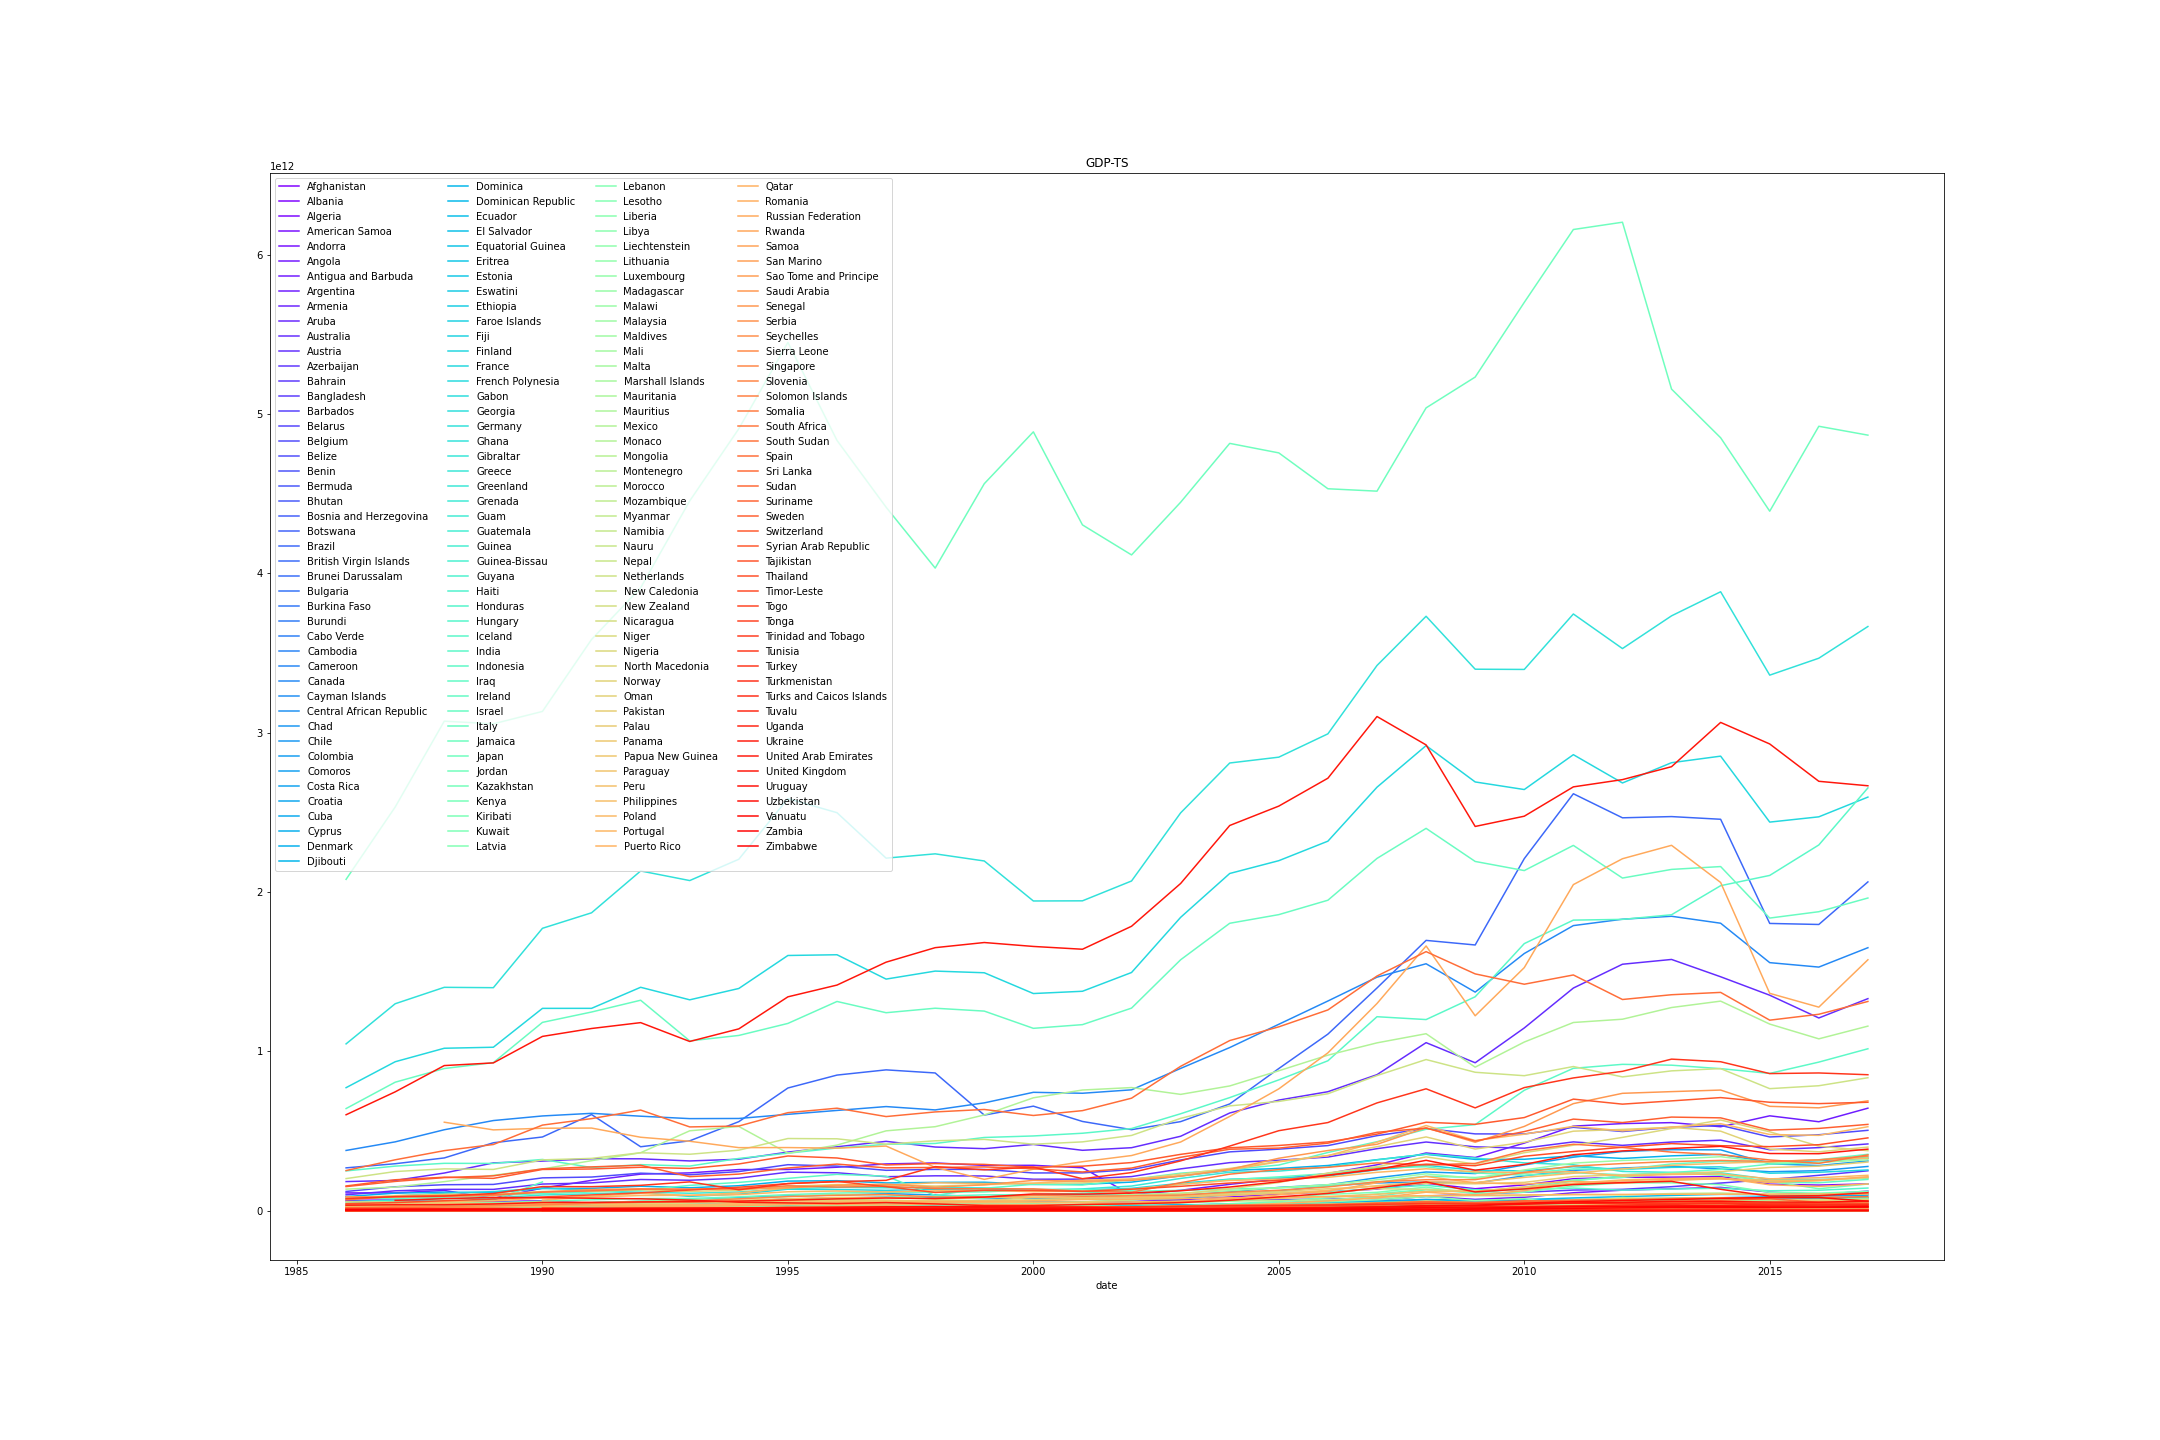 GDP-TS
1e12
Afghanistan
Albania
Algeria
American Samoa
Andorra
Angola
Antigua and Barbuda
Argentina
Armenia
Aruba
Australia
Austria
Azerbaijan
Bahrain
Bangladesh
Barbados
Belarus
Belgium
Belize
Benin
Bermuda
Bhutan
Bosnia and Herzegovina
Botswana
Brazil
British Virgin Islands
Brunei Darussalam
Bulgaria
Burkina Faso
Burundi
Cabo Verde
Cambodia
Cameroon
Canada
Cayman Islands
Central African Republic
Chad
Chile
Colombia
Comoros
Costa Rica
Croatia
Cuba
Cyprus
Denmark
Djibouti
Dominica
Dominican Republic
Ecuador
El Salvador
Equatorial Guinea
Eritrea
Estonia
Eswatini
Ethiopia
Faroe Islands
Fiji
Finland
France
French Polynesia
Gabon
Georgia
Germany
Ghana
Gibraltar
Greece
Greenland
Grenada
Guam
Guatemala
Guinea
Guinea-Bissau
Guyana
Haiti
Honduras
Hungary
Iceland
India
Indonesia
Iraq
Ireland
Israel
Italy
Jamaica
Japan
Jordan
Kazakhstan
Kenya
Kiribati
Kuwait
Latvia
Lebanon
Lesotho
Liberia
Libya
Liechtenstein
Lithuania
Luxembourg
Madagascar
Malawi
Malaysia
Maldives
Mali
Malta
Marshall Islands
Mauritania
Mauritius
Mexico
Monaco
Mongolia
Montenegro
Morocco
Mozambique
Myanmar
Namibia
Nauru
Nepal
Netherlands
New Caledonia
New Zealand
Nicaragua
Niger
Nigeria
North Macedonia
Norway
Oman
Pakistan
Palau
Panama
Papua New Guinea
Paraguay
Peru
Philippines
Poland
Portugal
Puerto Rico
Qatar
Romania
Russian Federation
Rwanda
Samoa
San Marino
Sao Tome and Principe
Saudi Arabia
Senegal
Serbia
Seychelles
Sierra Leone
Singapore
Slovenia
Solomon Islands
Somalia
South Africa
South Sudan
Spain
Sri Lanka
Sudan
Suriname
Sweden
Switzerland
Syrian Arab Republic
Tajikistan
Thailand
Timor-Leste
Togo
Tonga
Trinidad and Tobago
Tunisia
Turkey
Turkmenistan
Turks and Caicos Islands
Tuvalu
Uganda
Ukraine
United Arab Emirates
United Kingdom
Uruguay
Uzbekistan
Vanuatu
Zambia
Zimbabwe
6
5
4
3
2
1
0
1985 1990 1995 2000 2005 2010 2015
date